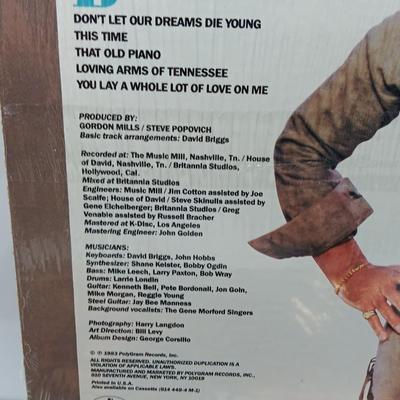 DON'T LET OUR DREAMS DIE YOUNG
THIS TIME
THAT OLD PIANO
LOVING ARMS OF TENNESSEE
YOU LAY A WHOLE LOT OF LOVE ON ME
PRODUCED BY:
GORDON MILLS / STEVE POPOVICH
Basic track arrangements: David Briggs
Recorded at: The Music Mill, Nashville, Tn. / House
of David, Nashville, Tn. / Britannia Studios,
Hollywood, Cal.
Mixed at Britannia Studios
Engineers: Music Mill / Jim Cotton assisted by Joe
Scaife; House of David / Steve Skinulis assisted by
Gene Eichelberger; Britannia Studios / Greg
Venable assisted by Russell Bracher
Mastered at K-Disc, Los Angeles
Mastering Engineer: John Golden
MUSICIANS:
Keyboards: David Briggs, John Hobbs
Synthesizer: Shane Keister, Bobby Ogdin
Bass: Mike Leech, Larry Paxton, Bob Wray
Drums: Larrie Londin
Guitar: Kenneth Bell, Pete Bordonali, Jon Goin,
Mike Morgan, Reggie Young
Steel Guitar: Jay Dee Manness
Background vocalists: The Gene Morford Singers
Photography: Harry Langdon
Art Direction: Bill Levy
Album Design: George Corsillo
© ℗ 1983 PolyGram Records, Inc.
ALL RIGHTS RESERVED. UNAUTHORIZED DUPLICATION IS A
VIOLATION OF APPLICABLE LAWS.
MANUFACTURED AND MARKETED BY POLYGRAM RECORDS, INC.,
810 SEVENTH AVENUE, NEW YORK, NY 10019
Printed in U.S.A.
Also available on Cassette (814 445-4 M-1)